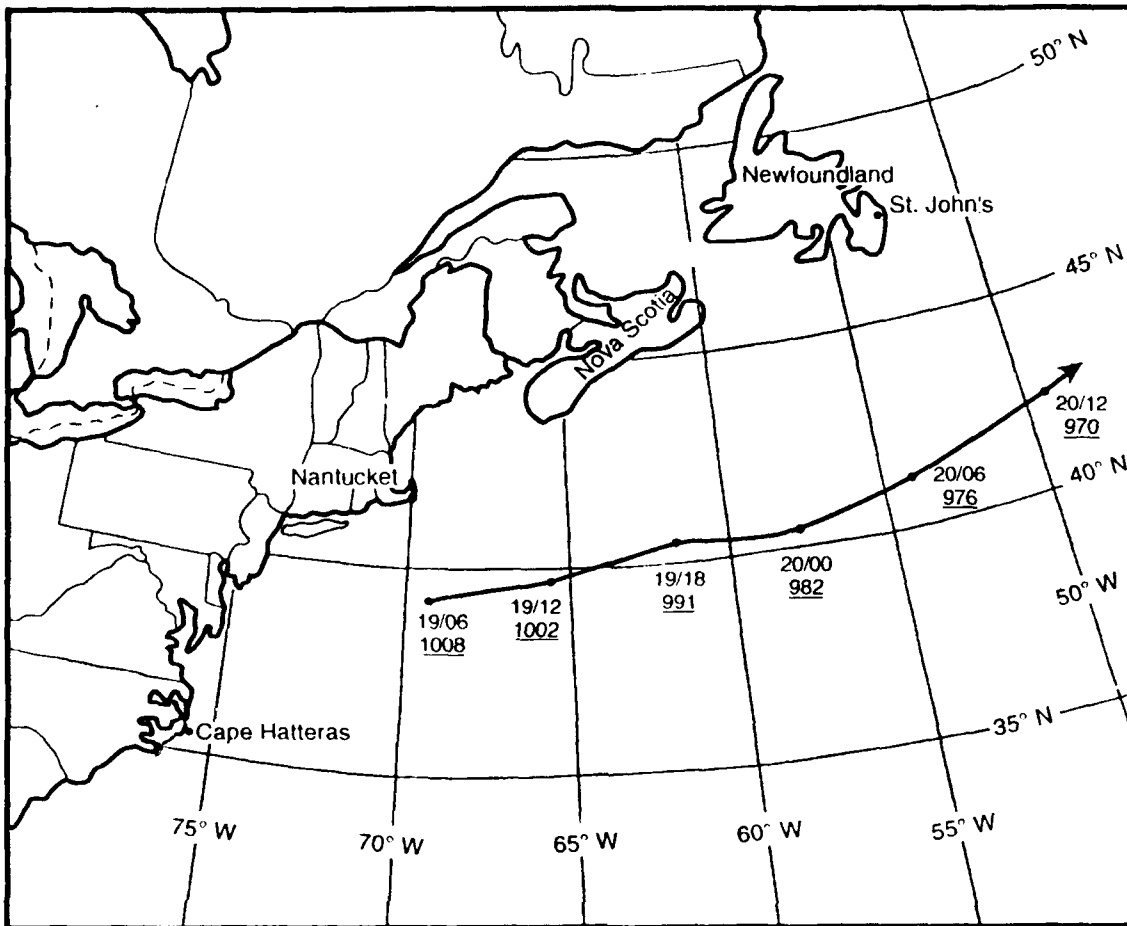 50° N
Newfoundland
St. John's
45° N
Nova Scotia
20/12
970
Nantucket
20/06
976
40° N
20/00
982
19/18
991
19/12
1002
19/06
1008
50° W
Cape Hatteras
35° N
75° W
70° W
65° W
60° W
55° W